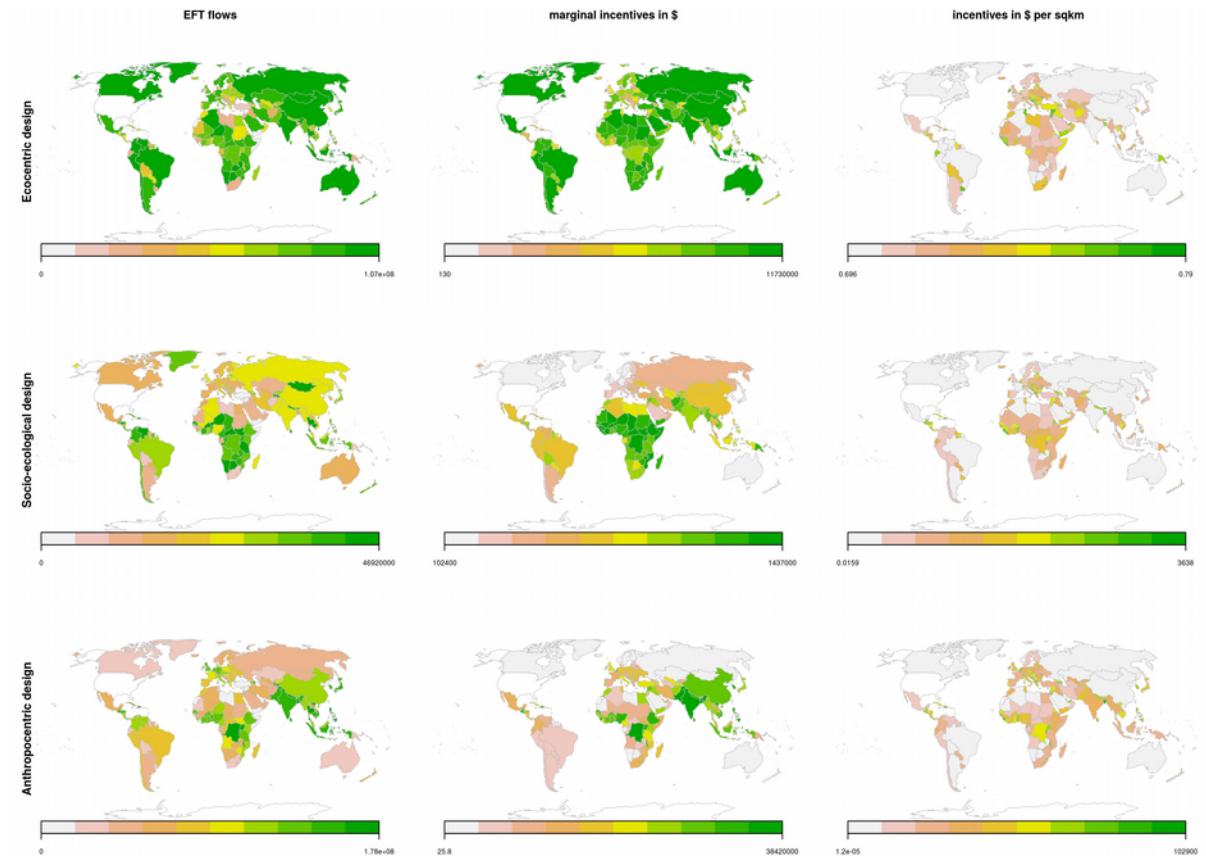 EFT flows
marginal incentives in $
incentives in $ per sqkm
Ecocentric design
0
1.07e+08
130
11730000
0.696
0.79
Socio-ecological design
0
46920000
102400
1437000
0.0159
3638
Anthropocentric design
0
1.78e+08
25.8
38420000
1.2e-05
102900